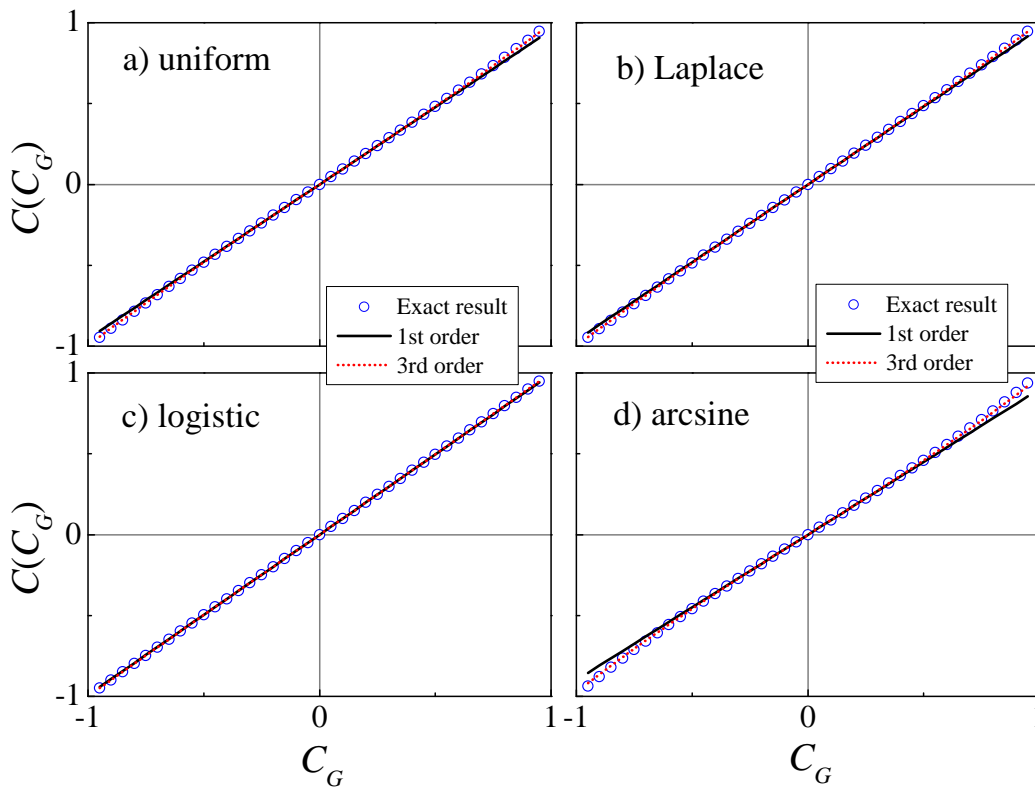 1
a) uniform
b) Laplace
C(C_G)
0
Exact result
1st order
3rd order
Exact result
1st order
3rd order
-1
1
c) logistic
d) arcsine
C(C_G)
0
-1
-1
0
1
-1
0
C_G
C_G